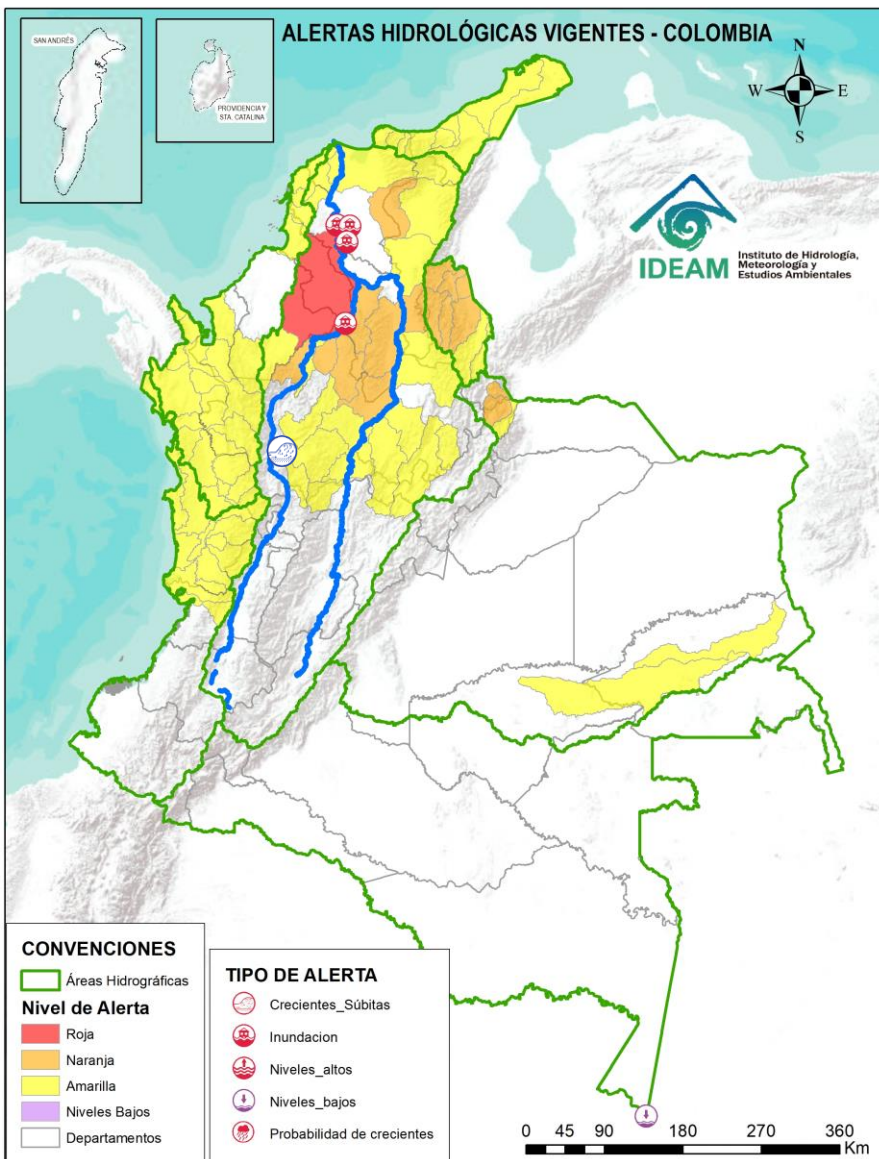 ALERTAS HIDROLÓGICAS VIGENTES - COLOMBIA
SAN ANDRÉS
PROVIDENCIA Y
STA. CATALINA
N
W E
S
IDEAM
Instituto de Hidrología,
Meteorología y
Estudios Ambientales
CONVENCIONES
Áreas Hidrográficas
Nivel de Alerta
Roja
Naranja
Amarilla
Niveles Bajos
Departamentos
TIPO DE ALERTA
Crecientes_Súbitas
Inundacion
Niveles_altos
Niveles_bajos
Probabilidad de crecientes
0 45 90 180 270 360
Km